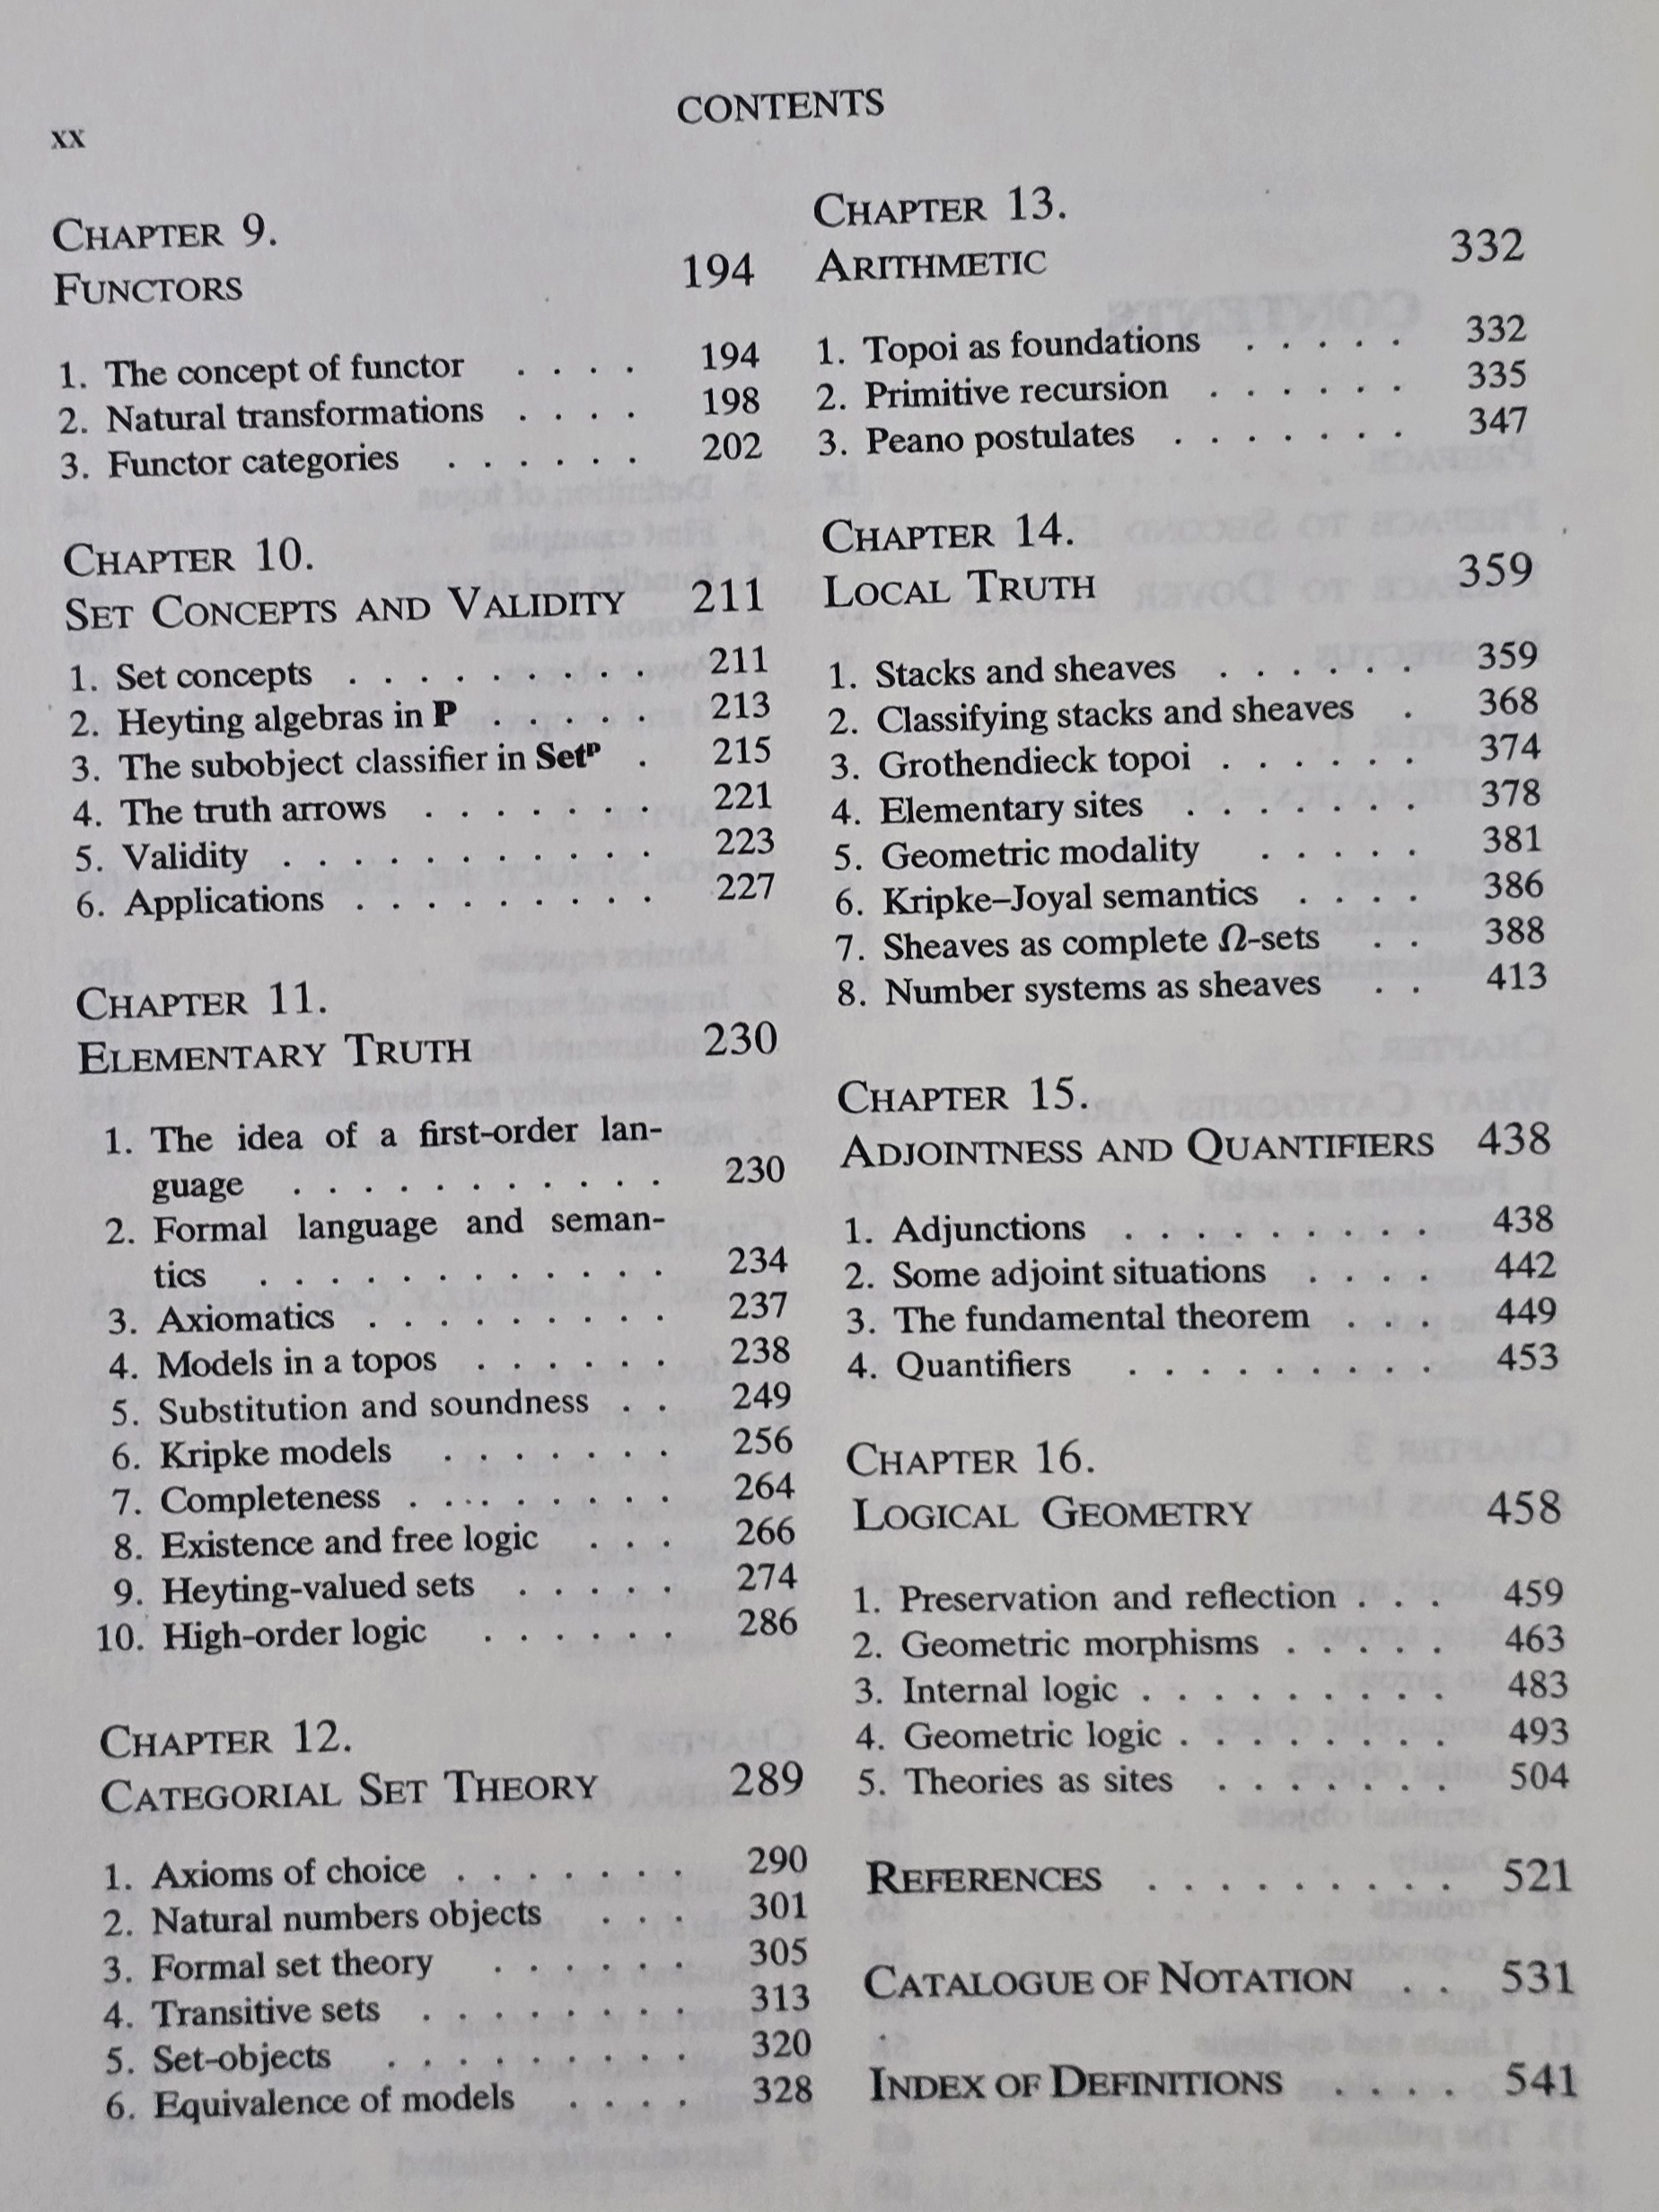 xx
CONTENTS
CHAPTER 9.
FUNCTORS 194
1. The concept of functor . . . . 194
2. Natural transformations . . . . 198
3. Functor categories . . . . . . 202
CHAPTER 10.
SET CONCEPTS AND VALIDITY 211
1. Set concepts . . . . . . . . . 211
2. Heyting algebras in P . . . . . 213
3. The subobject classifier in Setᴾ . 215
4. The truth arrows . . . . . . . 221
5. Validity . . . . . . . . . . . 223
6. Applications . . . . . . . . . 227
CHAPTER 11.
ELEMENTARY TRUTH 230
1. The idea of a first-order lan-
guage . . . . . . . . . . . 230
2. Formal language and seman-
tics . . . . . . . . . . . . 234
3. Axiomatics . . . . . . . . . 237
4. Models in a topos . . . . . . 238
5. Substitution and soundness . . 249
6. Kripke models . . . . . . . 256
7. Completeness . . . . . . . . 264
8. Existence and free logic . . . 266
9. Heyting-valued sets . . . . . 274
10. High-order logic . . . . . . 286
CHAPTER 12.
CATEGORIAL SET THEORY 289
1. Axioms of choice . . . . . . . 290
2. Natural numbers objects . . . 301
3. Formal set theory . . . . . . 305
4. Transitive sets . . . . . . . . 313
5. Set-objects . . . . . . . . . 320
6. Equivalence of models . . . . 328
CHAPTER 13.
ARITHMETIC 332
1. Topoi as foundations . . . . . 332
2. Primitive recursion . . . . . . 335
3. Peano postulates . . . . . . . 347
CHAPTER 14.
LOCAL TRUTH 359
1. Stacks and sheaves . . . . . . 359
2. Classifying stacks and sheaves . 368
3. Grothendieck topoi . . . . . . 374
4. Elementary sites . . . . . . . 378
5. Geometric modality . . . . . 381
6. Kripke–Joyal semantics . . . . 386
7. Sheaves as complete Ω-sets . . 388
8. Number systems as sheaves . . 413
CHAPTER 15.
ADJOINTNESS AND QUANTIFIERS 438
1. Adjunctions . . . . . . . . . 438
2. Some adjoint situations . . . . 442
3. The fundamental theorem . . . 449
4. Quantifiers . . . . . . . . . 453
CHAPTER 16.
LOGICAL GEOMETRY 458
1. Preservation and reflection . . . 459
2. Geometric morphisms . . . . . 463
3. Internal logic . . . . . . . . . 483
4. Geometric logic . . . . . . . . 493
5. Theories as sites . . . . . . . 504
REFERENCES . . . . . . . . . 521
CATALOGUE OF NOTATION . . 531
INDEX OF DEFINITIONS . . . . 541